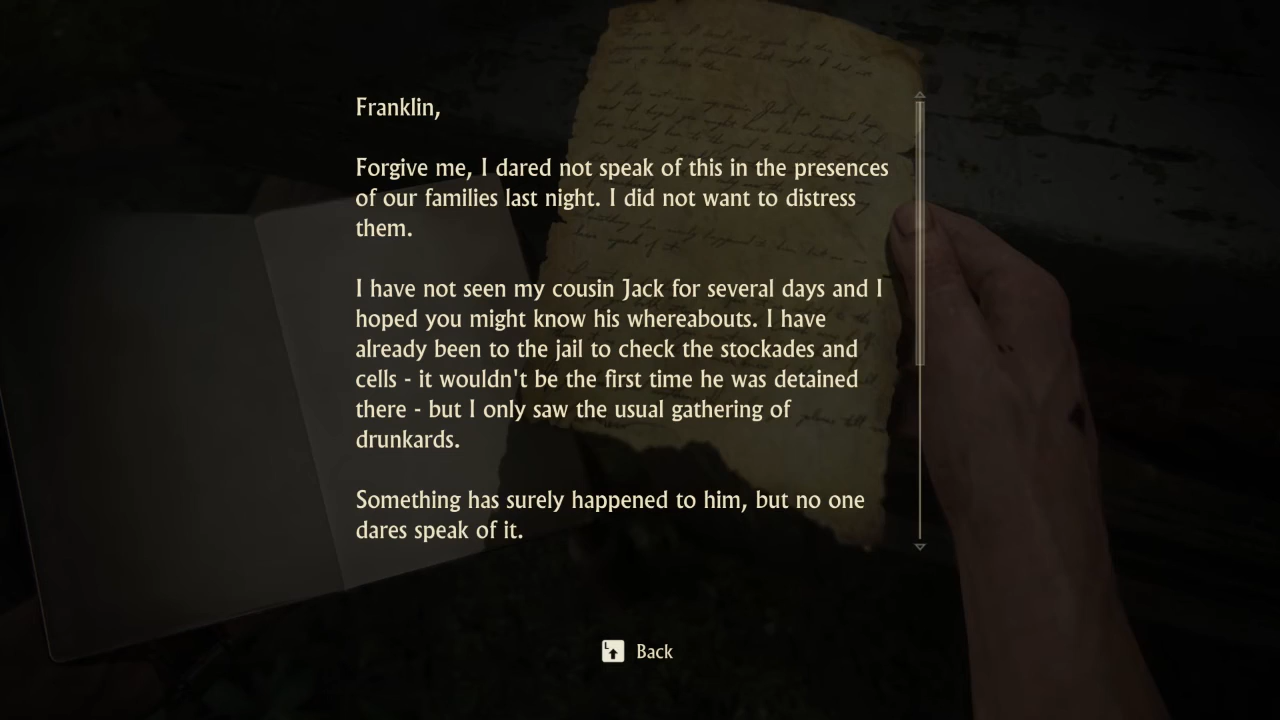 Franklin,
Forgive me, I dared not speak of this in the presences
of our families last night. I did not want to distress
them.
I have not seen my cousin Jack for several days and I
hoped you might know his whereabouts. I have
already been to the jail to check the stockades and
cells - it wouldn't be the first time he was detained
there - but I only saw the usual gathering of
drunkards.
Something has surely happened to him, but no one
dares speak of it.
L
Back